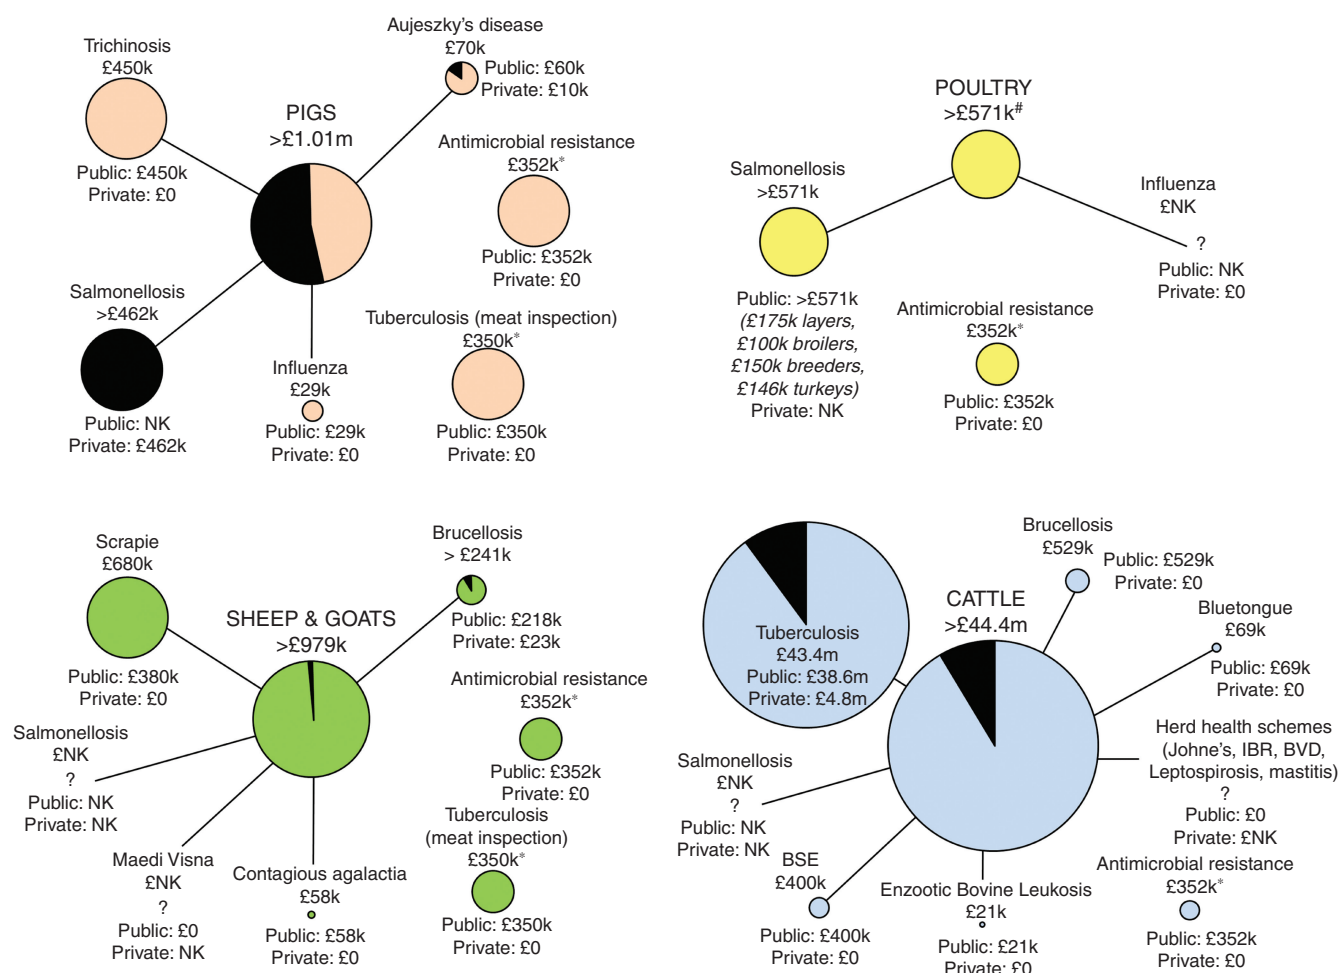 Trichinosis
£450k
Public: £450k
Private: £0
PIGS
>£1.01m
Aujeszky's disease
£70k
Public: £60k
Private: £10k
Antimicrobial resistance
£352k*
Public: £352k
Private: £0
Salmonellosis
>£462k
Public: NK
Private: £462k
Influenza
£29k
Public: £29k
Private: £0
Tuberculosis (meat inspection)
£350k*
Public: £350k
Private: £0
POULTRY
>£571k#
Salmonellosis
>£571k
Public: >£571k
(£175k layers,
£100k broilers,
£150k breeders,
£146k turkeys)
Private: NK
Influenza
£NK
?
Public: NK
Private: £0
Antimicrobial resistance
£352k*
Public: £352k
Private: £0
Scrapie
£680k
Public: £380k
Private: £0
SHEEP & GOATS
>£979k
Brucellosis
> £241k
Public: £218k
Private: £23k
Antimicrobial resistance
£352k*
Public: £352k
Private: £0
Salmonellosis
£NK
?
Public: NK
Private: NK
Maedi Visna
£NK
?
Public: £0
Private: NK
Contagious agalactia
£58k
Public: £58k
Private: £0
Tuberculosis
(meat inspection)
£350k*
Public: £350k
Private: £0
Tuberculosis
£43.4m
Public: £38.6m
Private: £4.8m
CATTLE
>£44.4m
Brucellosis
£529k
Public: £529k
Private: £0
Bluetongue
£69k
Public: £69k
Private: £0
Herd health schemes
(Johne's, IBR, BVD,
Leptospirosis, mastitis)
?
Public: £0
Private: £NK
Salmonellosis
£NK
?
Public: NK
Private: NK
BSE
£400k
Public: £400k
Private: £0
Enzootic Bovine Leukosis
£21k
Public: £21k
Private: £0
Antimicrobial resistance
£352k*
Public: £352k
Private: £0